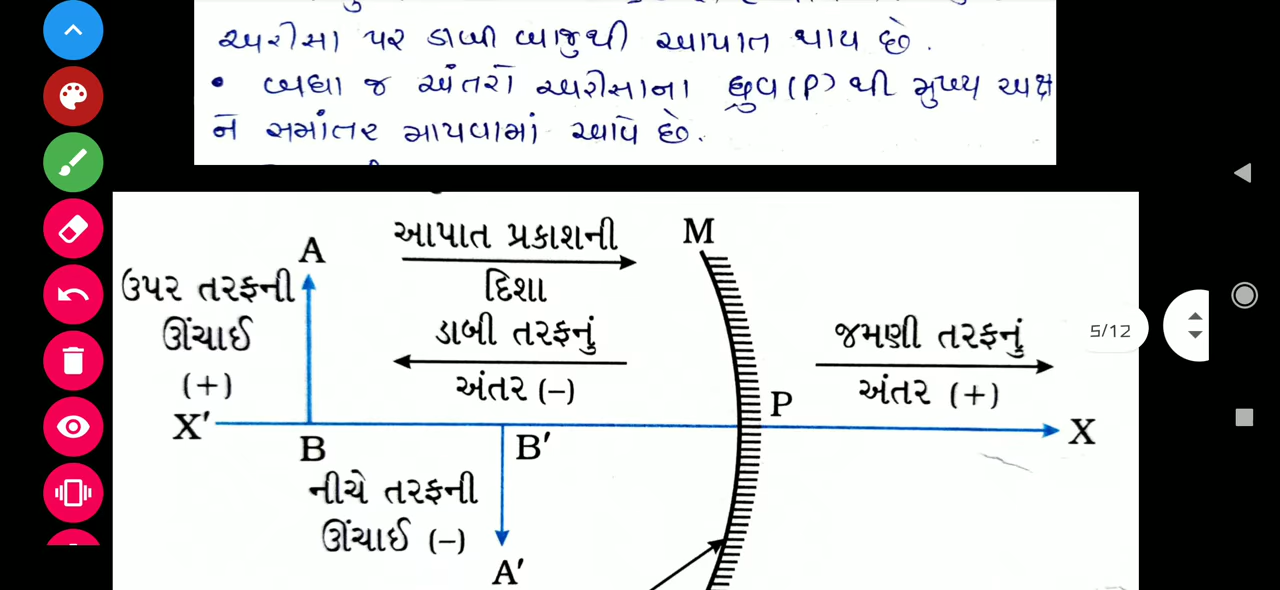 અરીસા પર ડાબી બાજુથી આપાત થાય છે.
• બધા જ અંતરો અરીસાના ધ્રુવ(P) થી મુખ્ય અક્ષ
ને સમાંતર માપવામાં આવે છે.
આપાત પ્રકાશની
દિશા
M
A
ઉપર તરફની
ઊંચાઈ
(+)
ડાબી તરફનું
અંતર (–)
જમણી તરફનું
અંતર (+)
5/12
P
X′
X
B
B′
નીચે તરફની
ઊંચાઈ (–)
A′